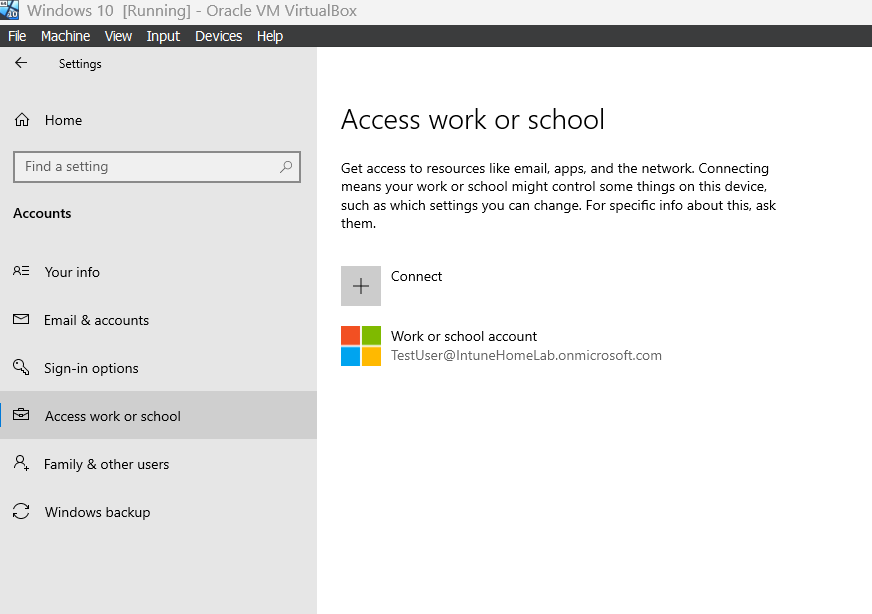 Windows 10 [Running] - Oracle VM VirtualBox
File Machine View Input Devices Help
Settings
Home
Find a setting
Accounts
Your info
Email & accounts
Sign-in options
Access work or school
Family & other users
Windows backup
Access work or school
Get access to resources like email, apps, and the network. Connecting
means your work or school might control some things on this device,
such as which settings you can change. For specific info about this, ask
them.
Connect
Work or school account
TestUser@IntuneHomeLab.onmicrosoft.com